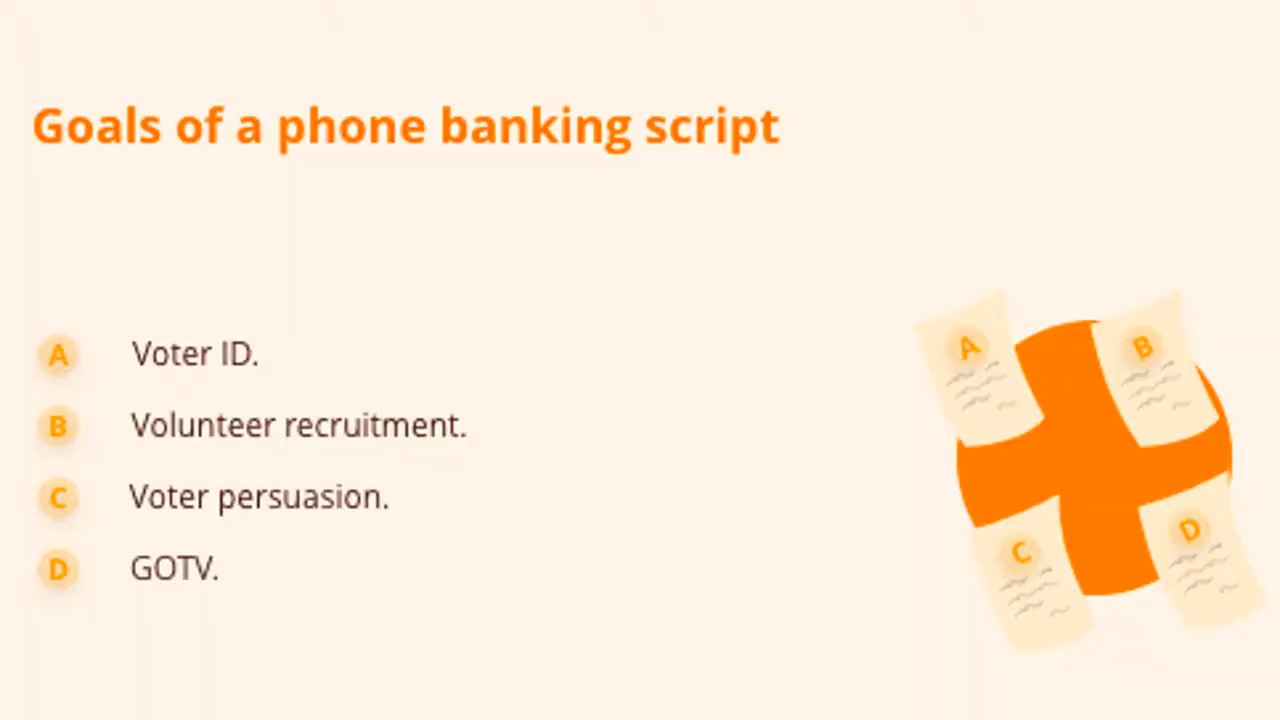 Goals of a phone banking script
A Voter ID.
B Volunteer recruitment.
C Voter persuasion.
D GOTV.
A
B
C
D